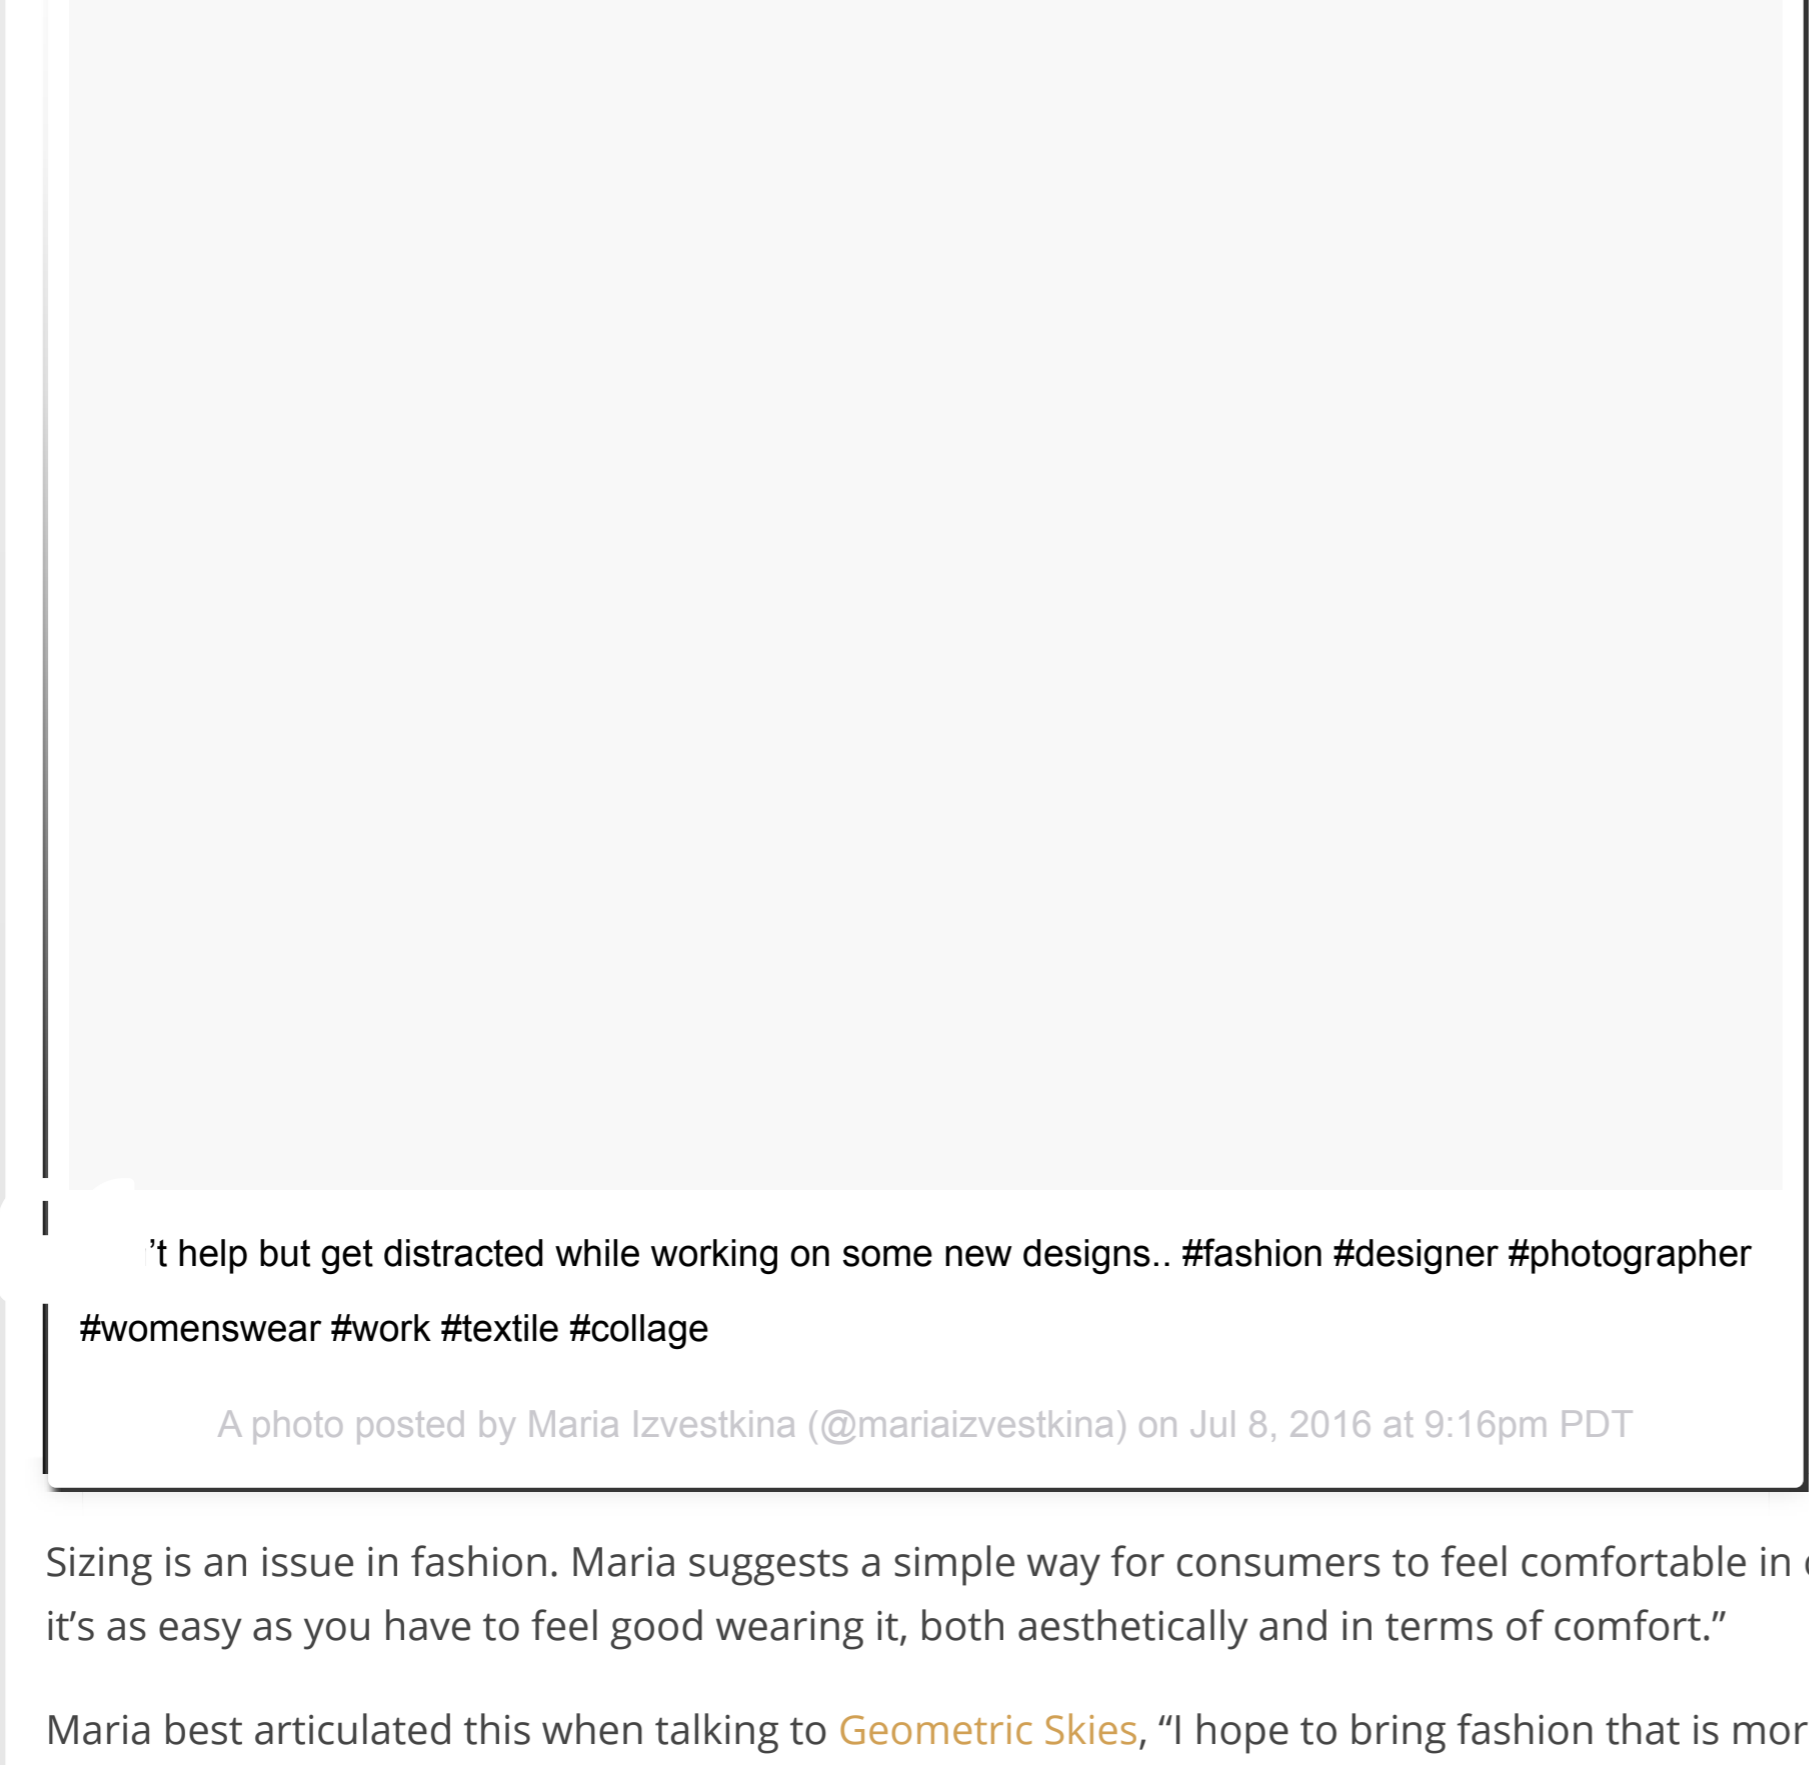 ’t help but get distracted while working on some new designs.. #fashion #designer #photographer
#womenswear #work #textile #collage
A photo posted by Maria Izvestkina (@mariaizvestkina) on Jul 8, 2016 at 9:16pm PDT
Sizing is an issue in fashion. Maria suggests a simple way for consumers to feel comfortable in
it’s as easy as you have to feel good wearing it, both aesthetically and in terms of comfort.”
Maria best articulated this when talking to Geometric Skies, “I hope to bring fashion that is mor